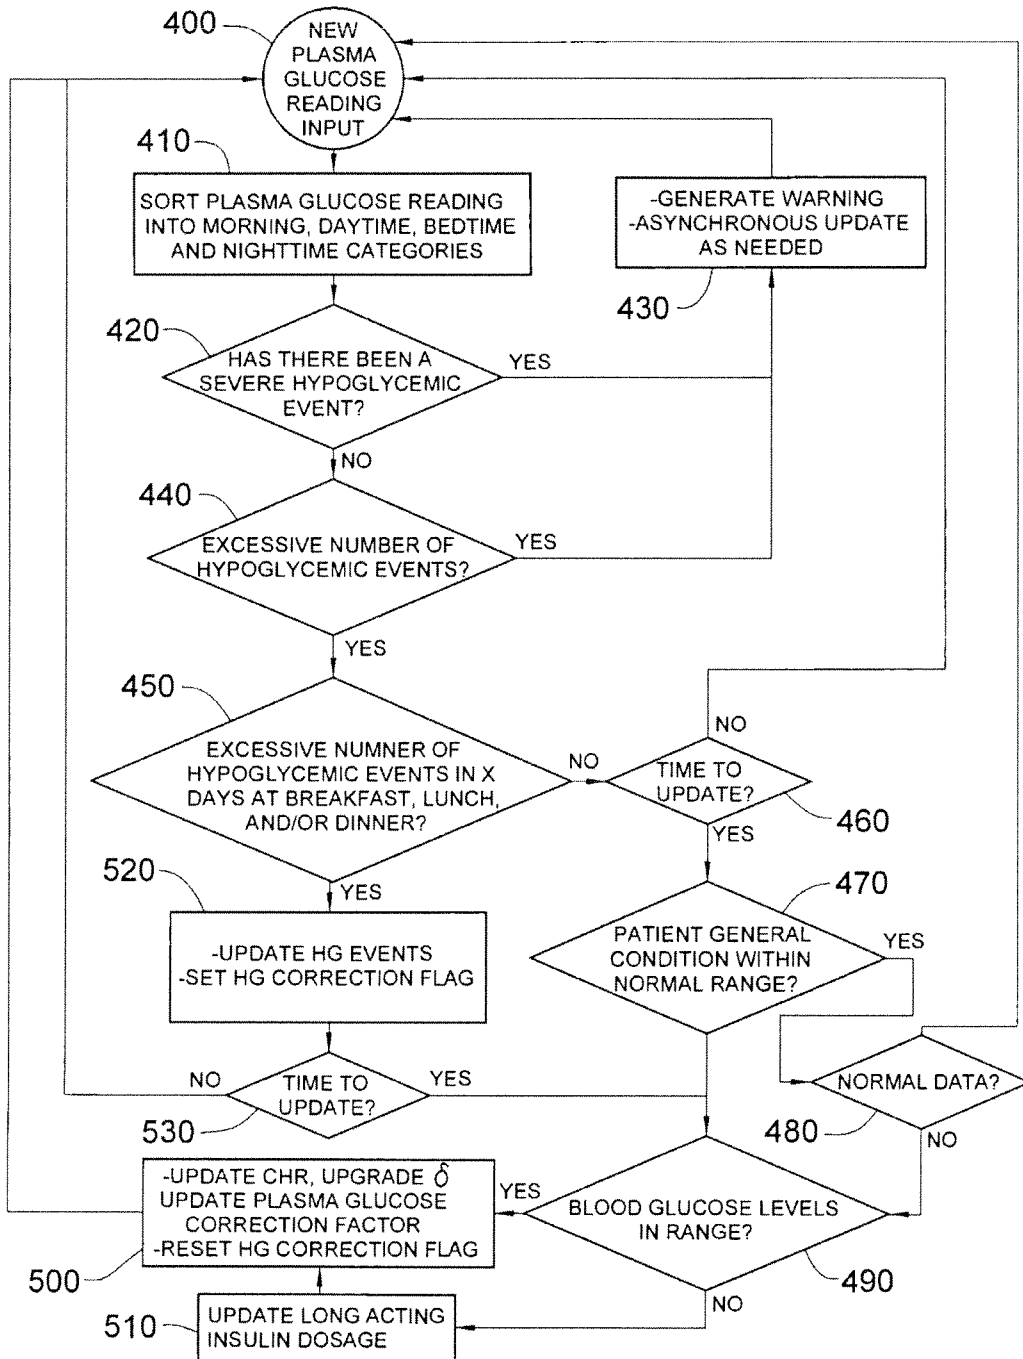 400
NEW
PLASMA
GLUCOSE
READING
INPUT
410
SORT PLASMA GLUCOSE READING
INTO MORNING, DAYTIME, BEDTIME
AND NIGHTTIME CATEGORIES
-GENERATE WARNING
-ASYNCHRONOUS UPDATE
AS NEEDED
430
420
HAS THERE BEEN A
SEVERE HYPOGLYCEMIC
EVENT?
YES
NO
440
EXCESSIVE NUMBER OF
HYPOGLYCEMIC EVENTS?
YES
YES
450
EXCESSIVE NUMNER OF
HYPOGLYCEMIC EVENTS IN X
DAYS AT BREAKFAST, LUNCH,
AND/OR DINNER?
NO
NO
TIME TO
UPDATE?
460
YES
YES
520
-UPDATE HG EVENTS
-SET HG CORRECTION FLAG
470
PATIENT GENERAL
CONDITION WITHIN
NORMAL RANGE?
YES
NO
TIME TO
UPDATE?
YES
530
NORMAL DATA?
480
NO
-UPDATE CHR, UPGRADE δ
UPDATE PLASMA GLUCOSE
CORRECTION FACTOR
-RESET HG CORRECTION FLAG
500
YES
BLOOD GLUCOSE LEVELS
IN RANGE?
490
NO
510
UPDATE LONG ACTING
INSULIN DOSAGE